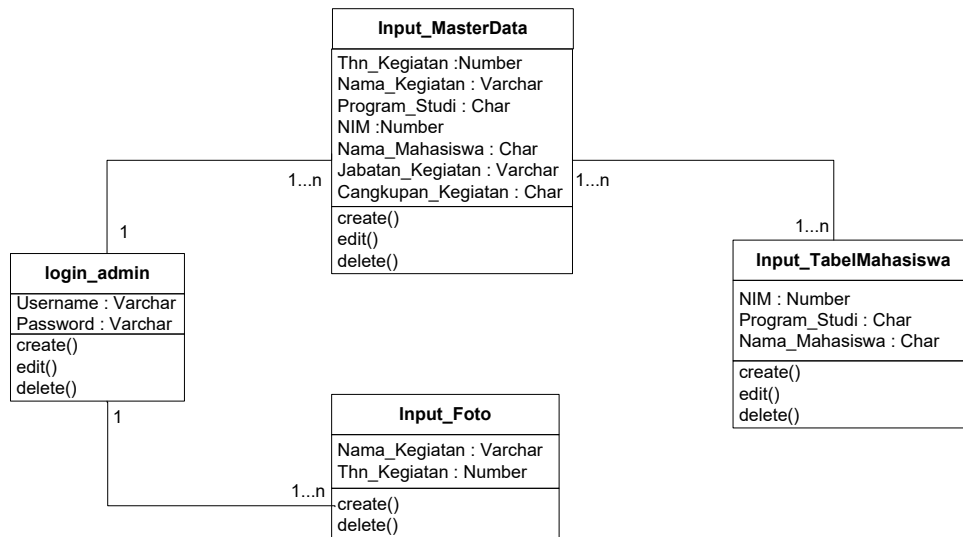 Input_MasterData
Thn_Kegiatan :Number
Nama_Kegiatan : Varchar
Program_Studi : Char
NIM :Number
Nama_Mahasiswa : Char
Jabatan_Kegiatan : Varchar
Cangkupan_Kegiatan : Char
create()
edit()
delete()
1...n
1...n
1
1...n
login_admin
Username : Varchar
Password : Varchar
create()
edit()
delete()
1
Input_TabelMahasiswa
NIM : Number
Program_Studi : Char
Nama_Mahasiswa : Char
create()
edit()
delete()
Input_Foto
Nama_Kegiatan : Varchar
Thn_Kegiatan : Number
1...n
create()
delete()